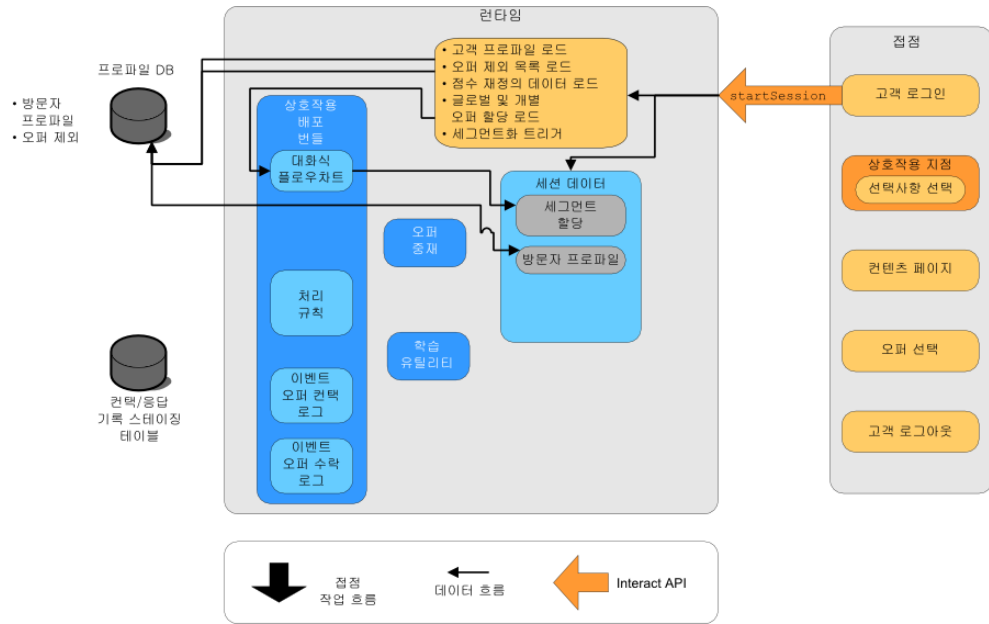 런타임
접점
프로파일 DB
• 방문자
프로파일
• 오퍼 제외
• 고객 프로파일 로드
• 오퍼 제외 목록 로드
• 점수 재정의 데이터 로드
• 글로벌 및 개별
오퍼 할당 로드
• 세그먼트화 트리거
startSession
고객 로그인
상호작용
배포
번들
대화식
플로우차트
세션 데이터
세그먼트
할당
방문자 프로파일
상호작용 지점
선택사항 선택
오퍼
중재
컨텐츠 페이지
처리
규칙
학습
유틸리티
오퍼 선택
컨택/응답
기록 스테이징
테이블
이벤트
오퍼 컨택
로그
고객 로그아웃
이벤트
오퍼 수락
로그
접점
작업 흐름
데이터 흐름
Interact API